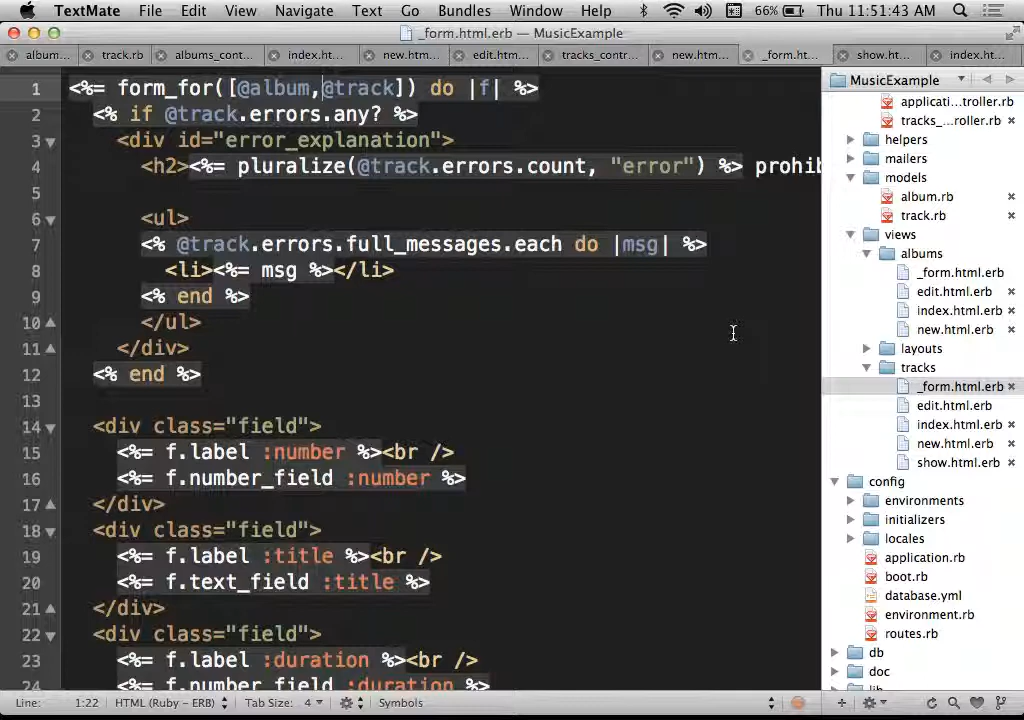 TextMate File Edit View Navigate Text Go Bundles Window Help 66% Thu 11:51:43 AM
_form.html.erb — MusicExample
album... track.rb albums_cont... index.ht... new.htm... edit.htm... tracks_contr... new.htm... _form.ht... show.ht... index.ht...
1 <%= form_for([@album,@track]) do |f| %>
2 <% if @track.errors.any? %>
3 <div id="error_explanation">
4 <h2><%= pluralize(@track.errors.count, "error") %> prohib
5
6 <ul>
7 <% @track.errors.full_messages.each do |msg| %>
8 <li><%= msg %></li>
9 <% end %>
10 </ul>
11 </div>
12 <% end %>
13
14 <div class="field">
15 <%= f.label :number %><br />
16 <%= f.number_field :number %>
17 </div>
18 <div class="field">
19 <%= f.label :title %><br />
20 <%= f.text_field :title %>
21 </div>
22 <div class="field">
23 <%= f.label :duration %><br />
24 <%= f.number_field :duration %>
MusicExample
applicati...troller.rb
tracks_...roller.rb
helpers
mailers
models
album.rb
track.rb
views
albums
_form.html.erb
edit.html.erb
index.html.erb
new.html.erb
layouts
tracks
_form.html.erb
edit.html.erb
index.html.erb
new.html.erb
show.html.erb
config
environments
initializers
locales
application.rb
boot.rb
database.yml
environment.rb
routes.rb
db
doc
lib
Line: 1:22 HTML (Ruby – ERB) Tab Size: 4 Symbols